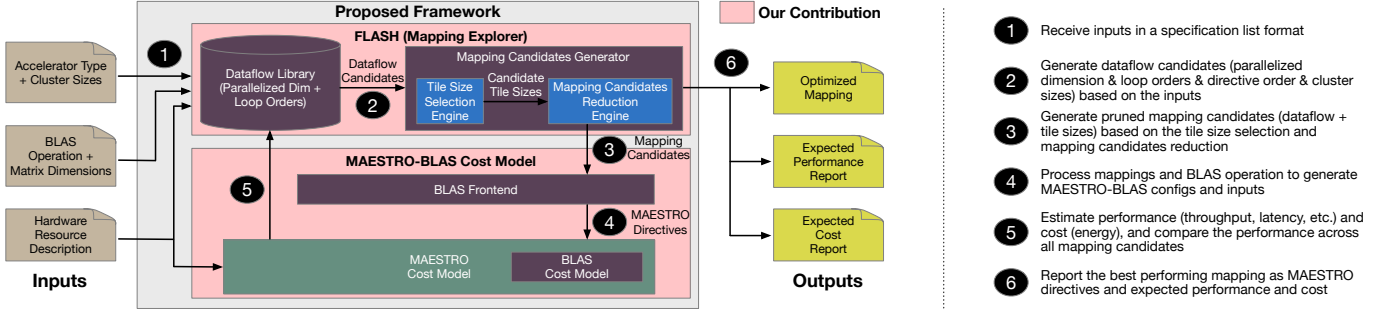 Proposed Framework
Our Contribution
FLASH (Mapping Explorer)
1
Accelerator Type
+ Cluster Sizes
BLAS
Operation +
Matrix Dimensions
Hardware
Resource
Description
Inputs
Dataflow Library
(Parallelized Dim +
Loop Orders)
Dataflow
Candidates
2
Mapping Candidates Generator
Tile Size
Selection
Engine
Candidate
Tile Sizes
Mapping Candidates
Reduction
Engine
3
Mapping
Candidates
MAESTRO-BLAS Cost Model
5
BLAS Frontend
4
MAESTRO
Directives
MAESTRO
Cost Model
BLAS
Cost Model
6
Optimized
Mapping
Expected
Performance
Report
Expected
Cost
Report
Outputs
1
Receive inputs in a specification list format
2
Generate dataflow candidates (parallelized
dimension & loop orders & directive order & cluster
sizes) based on the inputs
3
Generate pruned mapping candidates (dataflow +
tile sizes) based on the tile size selection and
mapping candidates reduction
4
Process mappings and BLAS operation to generate
MAESTRO-BLAS configs and inputs
5
Estimate performance (throughput, latency, etc.) and
cost (energy), and compare the performance across
all mapping candidates
6
Report the best performing mapping as MAESTRO
directives and expected performance and cost